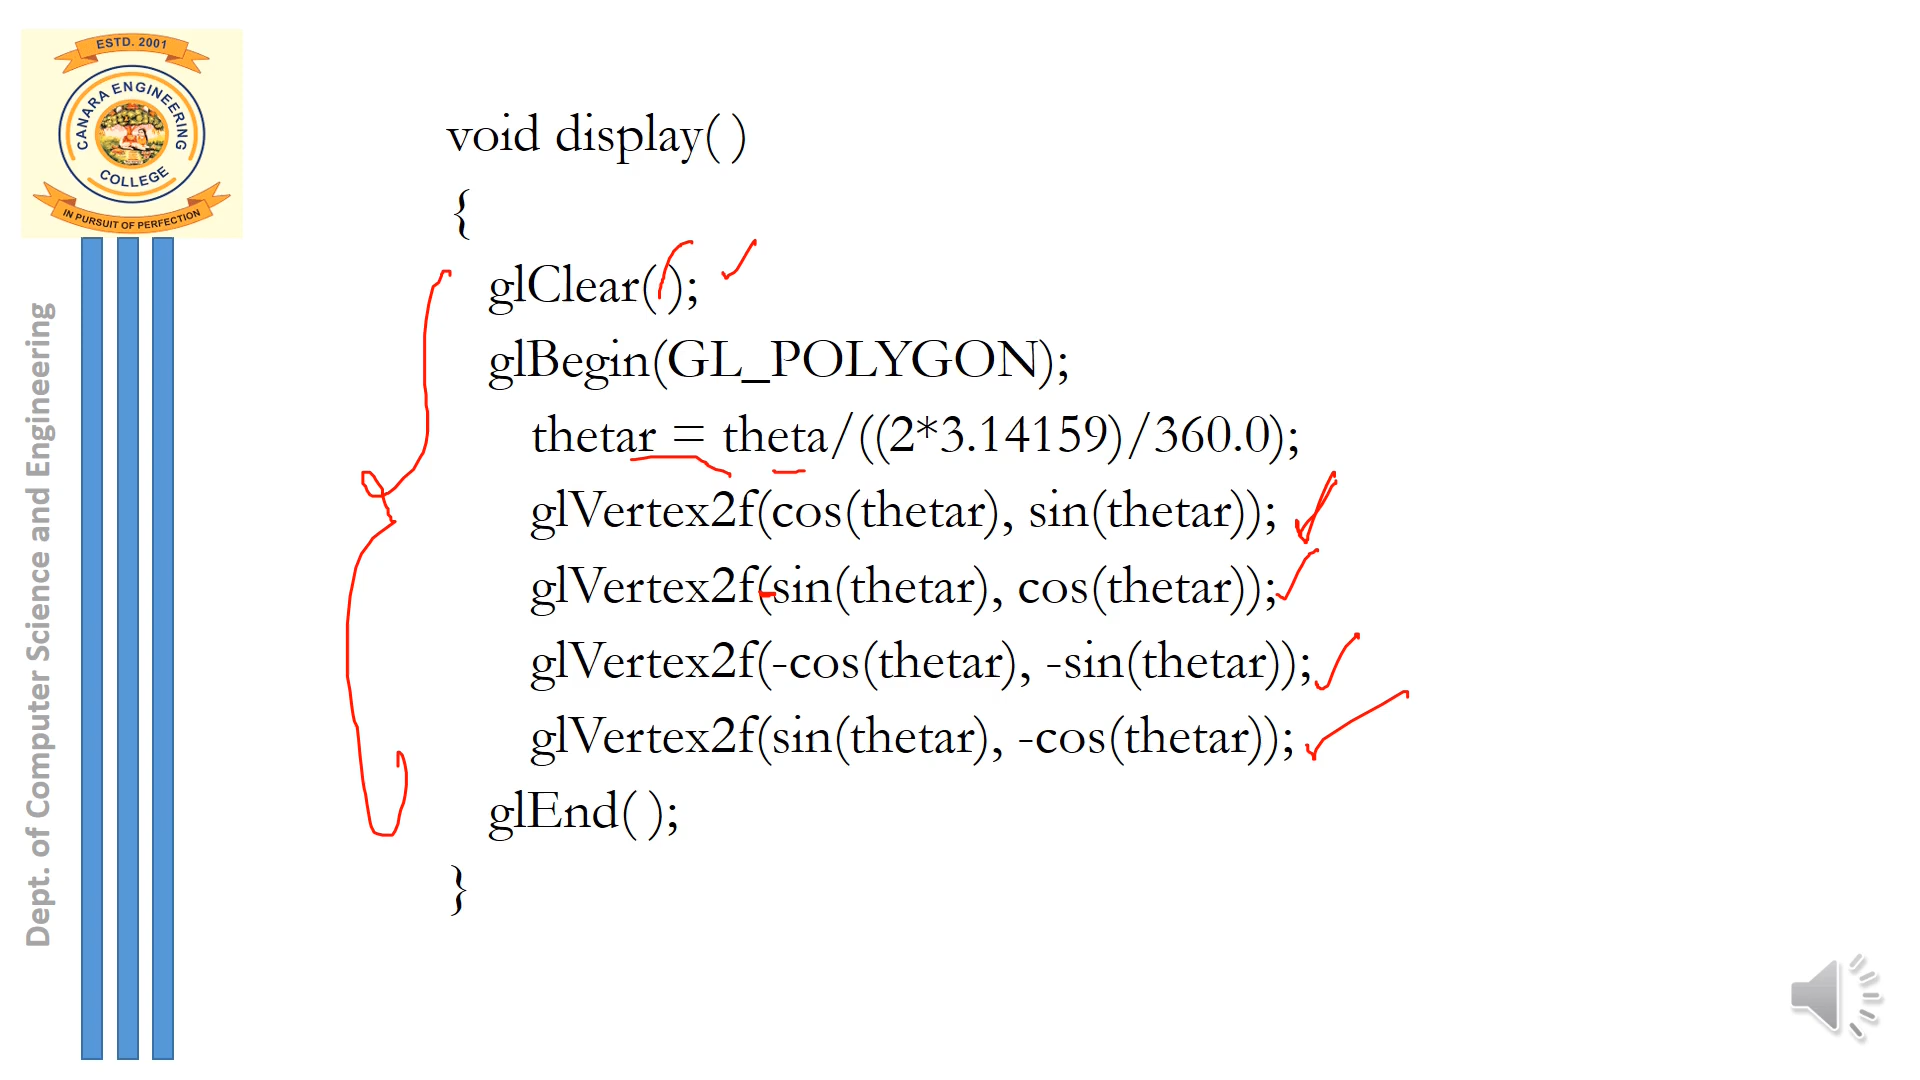 ESTD. 2001
CANARA ENGINEERING
COLLEGE
IN PURSUIT OF PERFECTION
Dept. of Computer Science and Engineering
void display( )
{
glClear( );
glBegin(GL_POLYGON);
thetar = theta/((2*3.14159)/360.0);
glVertex2f(cos(thetar), sin(thetar));
glVertex2f(-sin(thetar), cos(thetar));
glVertex2f(-cos(thetar), -sin(thetar));
glVertex2f(sin(thetar), -cos(thetar));
glEnd( );
}